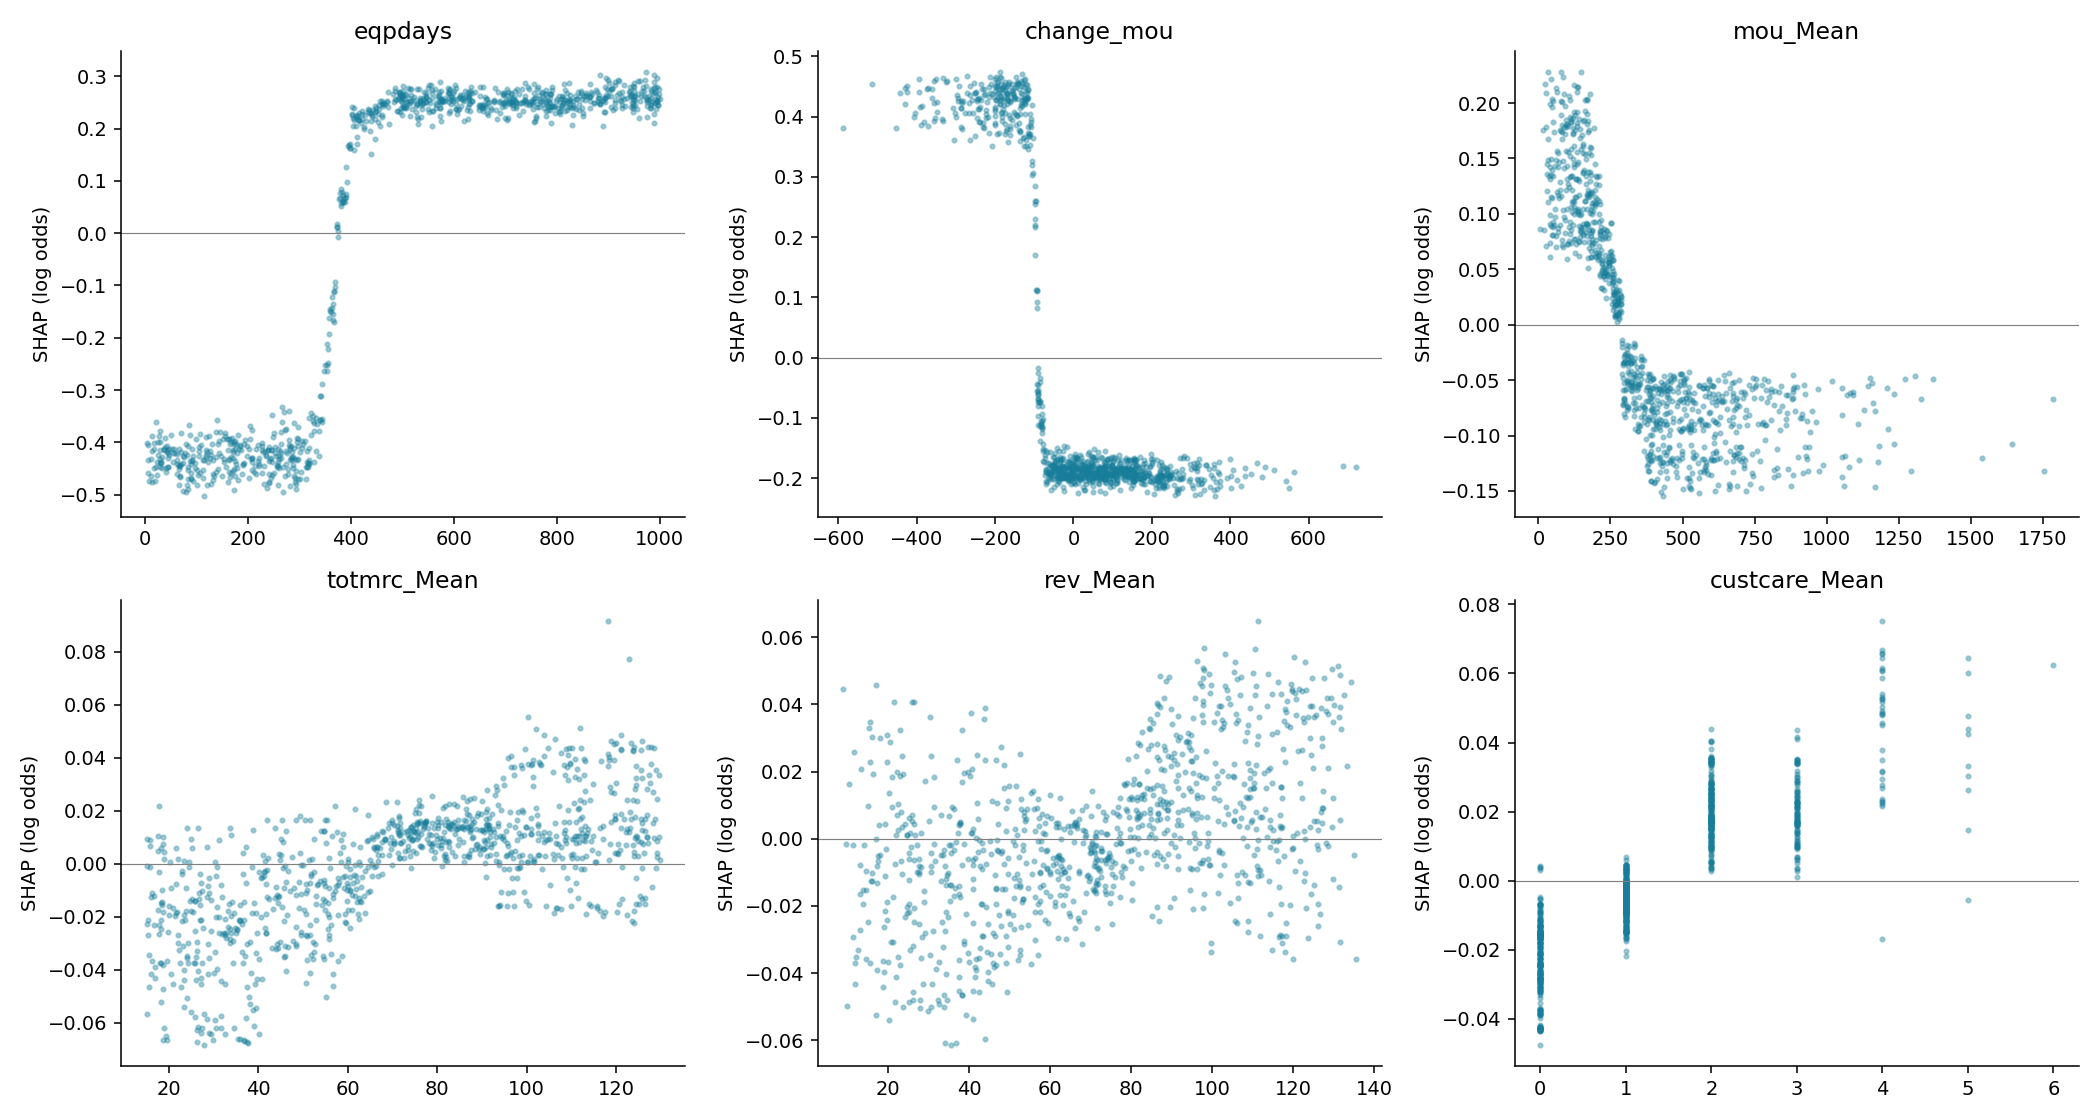 eqpdays
SHAP (log odds)
0.3
0.2
0.1
0.0
−0.1
−0.2
−0.3
−0.4
−0.5
0 200 400 600 800 1000
change_mou
SHAP (log odds)
0.5
0.4
0.3
0.2
0.1
0.0
−0.1
−0.2
−600 −400 −200 0 200 400 600
mou_Mean
SHAP (log odds)
0.20
0.15
0.10
0.05
0.00
−0.05
−0.10
−0.15
0 250 500 750 1000 1250 1500 1750
totmrc_Mean
SHAP (log odds)
0.08
0.06
0.04
0.02
0.00
−0.02
−0.04
−0.06
20 40 60 80 100 120
rev_Mean
SHAP (log odds)
0.06
0.04
0.02
0.00
−0.02
−0.04
−0.06
20 40 60 80 100 120 140
custcare_Mean
SHAP (log odds)
0.08
0.06
0.04
0.02
0.00
−0.02
−0.04
0 1 2 3 4 5 6